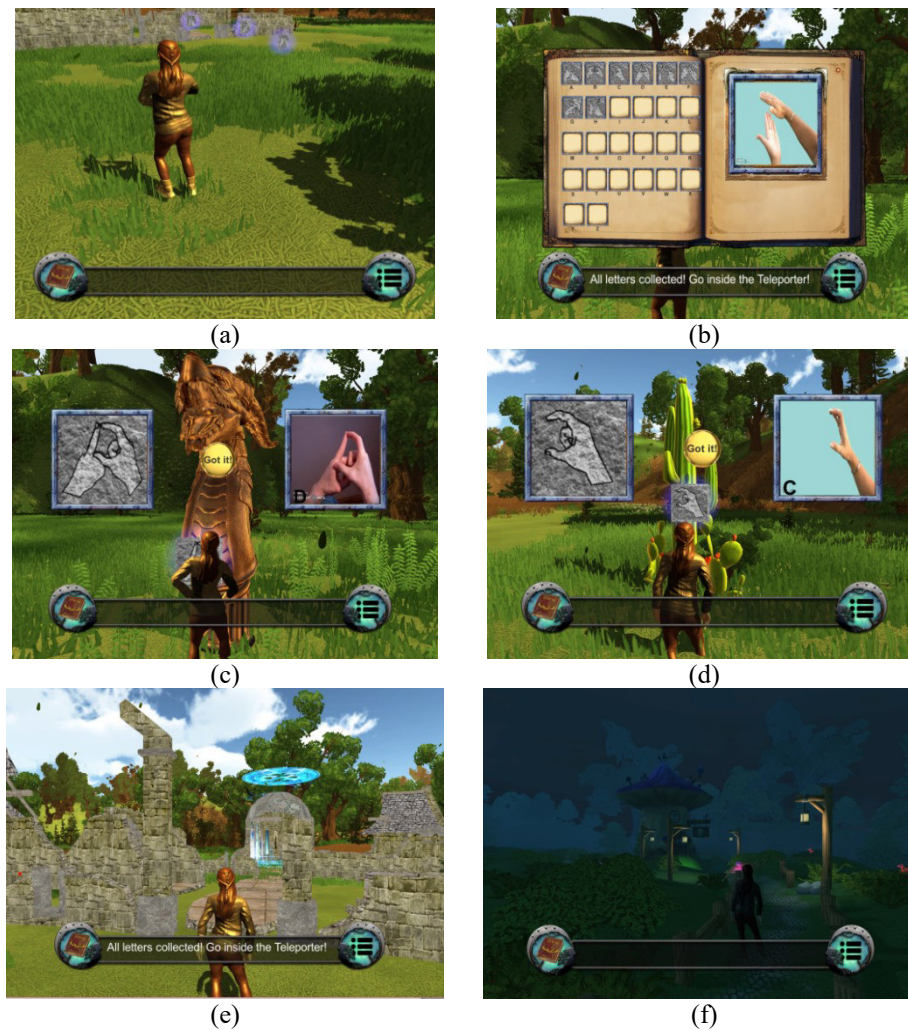 (a)
A B C D E F
G H I J K L
M N O P Q R
U V W X
Z
All letters collected! Go inside the Teleporter!
(b)
Got it!
D
(c)
Got it!
C
(d)
All letters collected! Go inside the Teleporter!
(e)
(f)